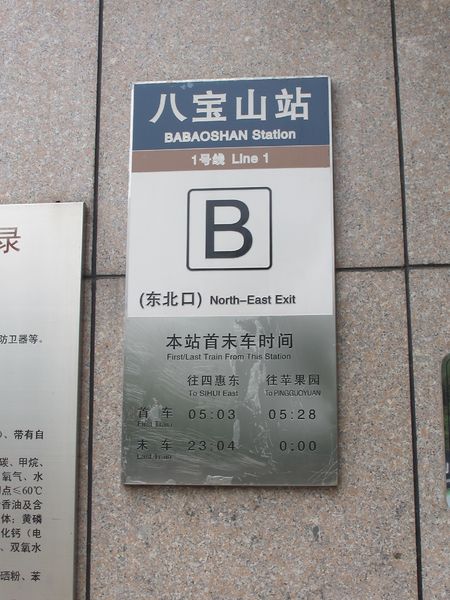 八宝山站
BABAOSHAN Station
1号线 Line 1
B
(东北口) North-East Exit
本站首末车时间
First/Last Train From This Station
往四惠东 往苹果园
To SIHUI East To PINGGUOYUAN
首车 05:03 05:28
First Train
末车 23:04 0:00
Last Train
录
防卫器等。
、带有自
碳、甲烷、
氧气、水
点≤60℃
香油及含
体；黄磷
化钙（电
、双氧水
硒粉、苯